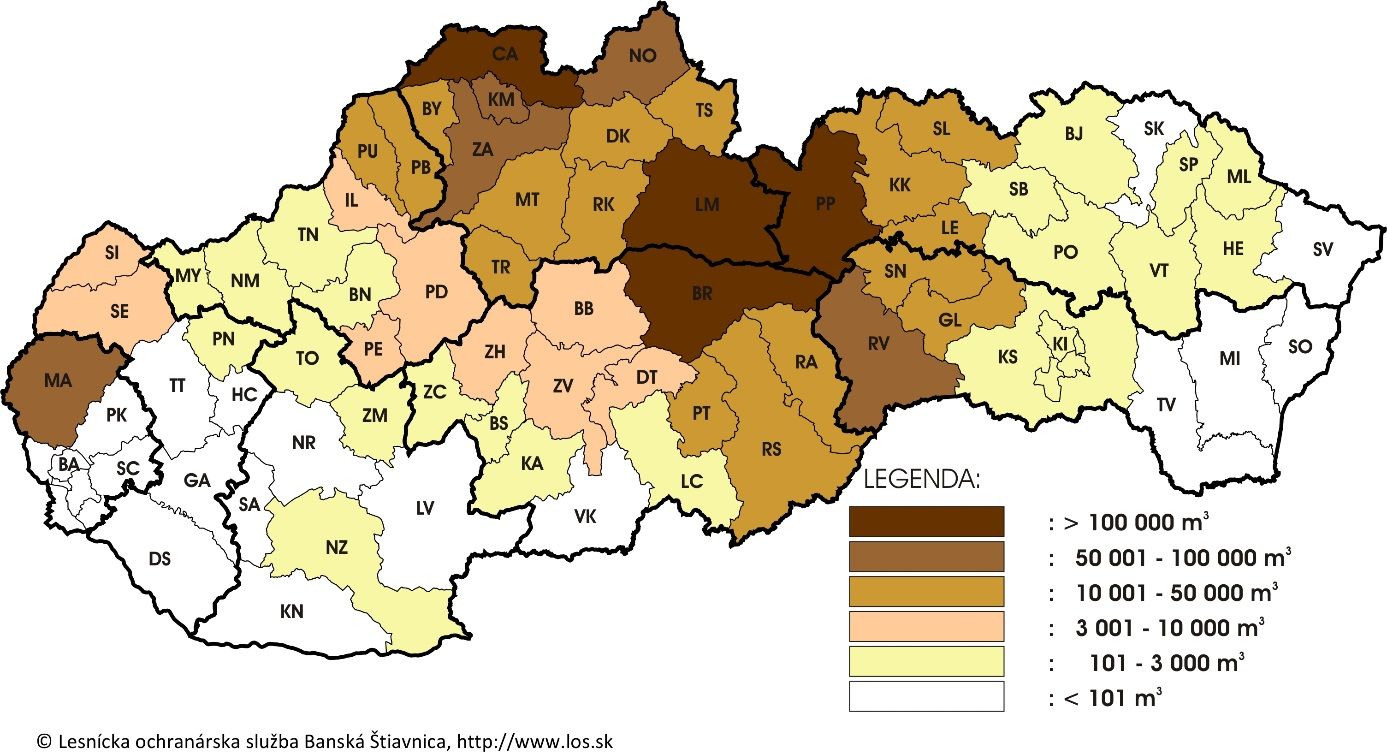 CA
NO
KM
BY
TS
SL
BJ
SK
DK
ZA
PU
PB
SP
ML
KK
SB
IL
MT
RK
LM
PP
LE
TN
SI
PO
HE
SV
TR
SN
VT
MY
NM
BN
PD
BR
SE
BB
GL
PN
RV
KI
TO
PE
ZH
KS
MI
SO
RA
MA
TT
ZV
DT
HC
ZC
TV
PK
ZM
BS
PT
NR
RS
BA
SC
KA
GA
LC
SA
LV
VK
NZ
DS
KN
LEGENDA:
: > 100 000 m³
: 50 001 - 100 000 m³
: 10 001 - 50 000 m³
: 3 001 - 10 000 m³
: 101 - 3 000 m³
: < 101 m³
© Lesnícka ochranárska služba Banská Štiavnica, http://www.los.sk